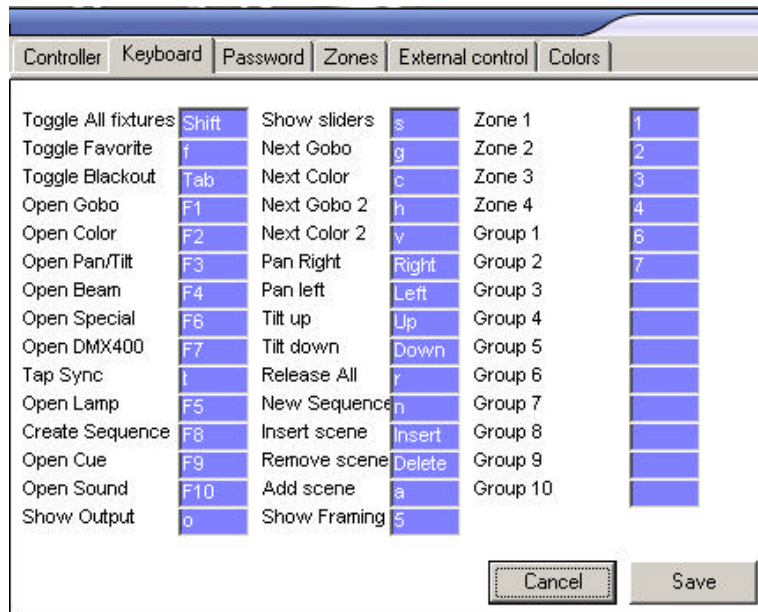 Controller Keyboard Password Zones External control Colors
Toggle All fixtures Shift Show sliders s Zone 1 1
Toggle Favorite f Next Gobo g Zone 2 2
Toggle Blackout Tab Next Color c Zone 3 3
Open Gobo F1 Next Gobo 2 h Zone 4 4
Open Color F2 Next Color 2 v Group 1 6
Open Pan/Tilt F3 Pan Right Right Group 2 7
Open Beam F4 Pan left Left Group 3
Open Special F6 Tilt up Up Group 4
Open DMX400 F7 Tilt down Down Group 5
Tap Sync t Release All r Group 6
Open Lamp F5 New Sequence n Group 7
Create Sequence F8 Insert scene Insert Group 8
Open Cue F9 Remove scene Delete Group 9
Open Sound F10 Add scene a Group 10
Show Output o Show Framing 5
Cancel Save